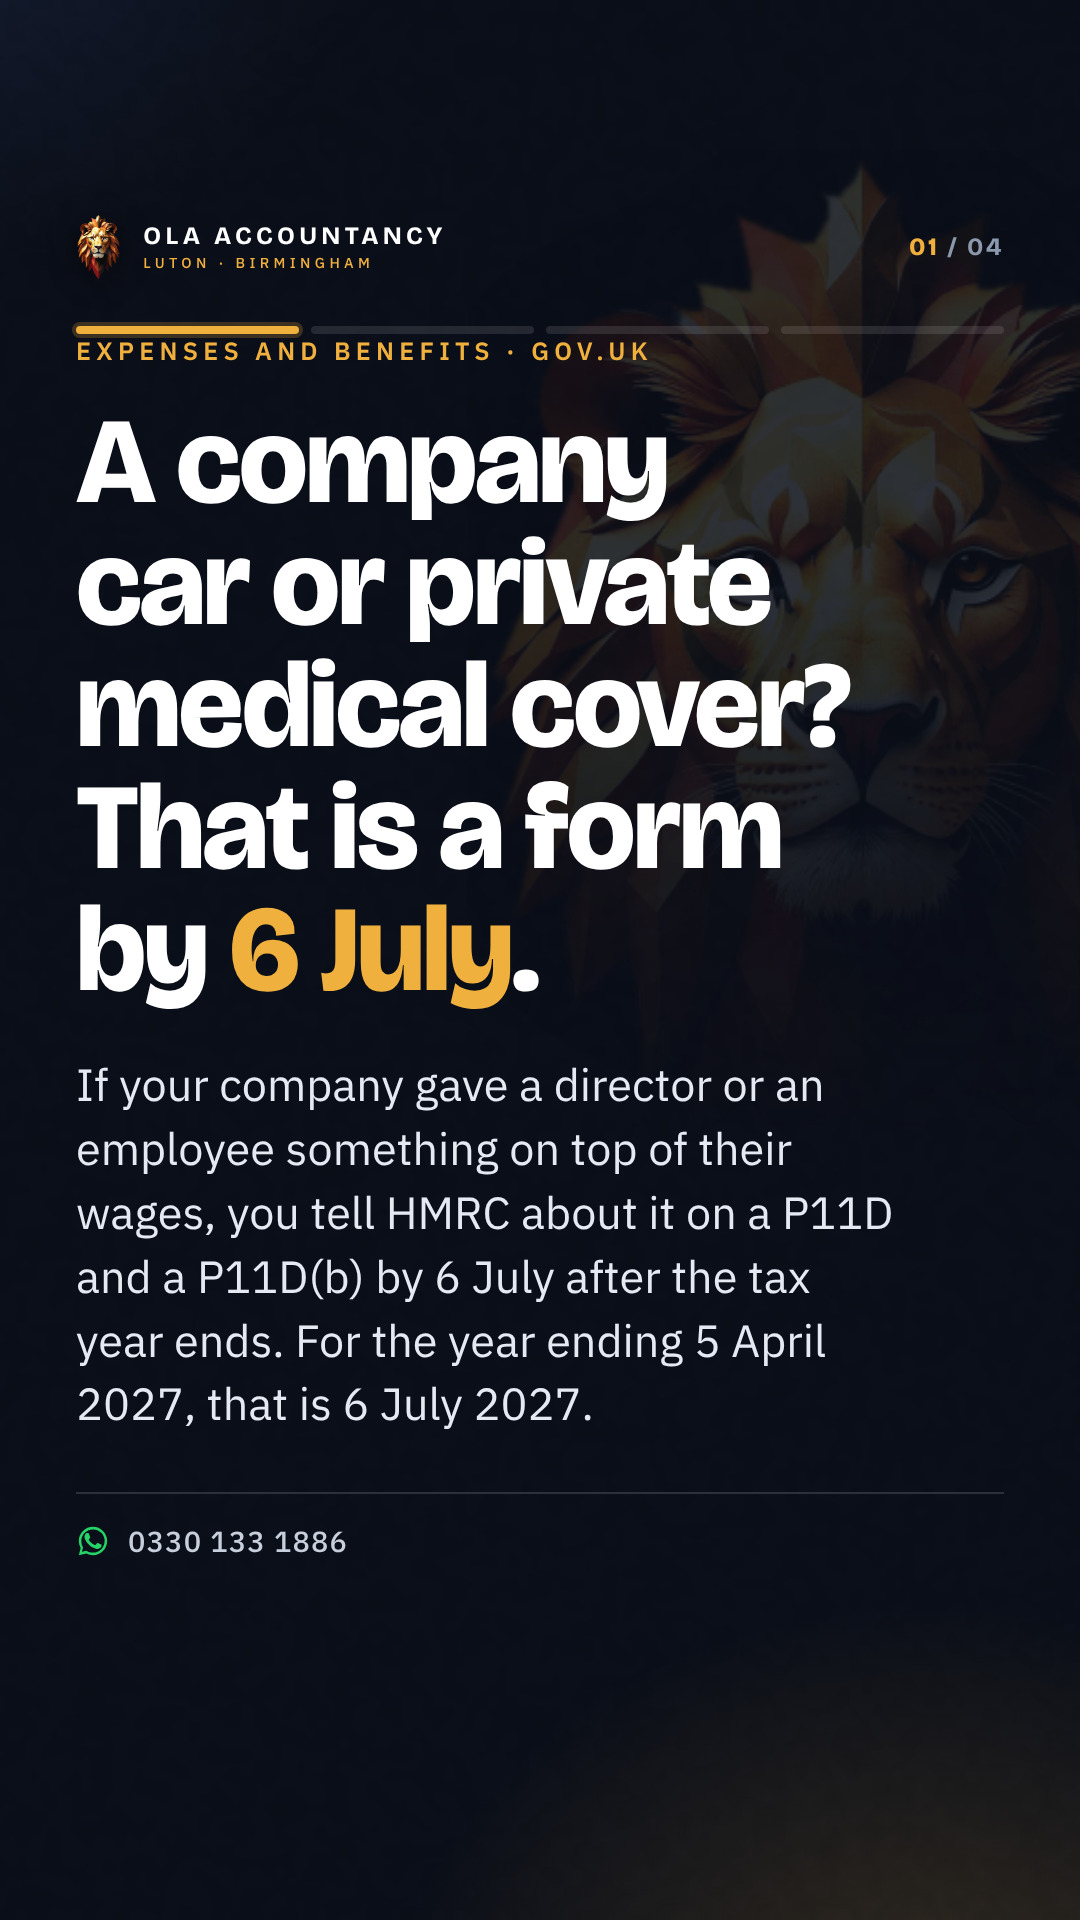 OLA ACCOUNTANCY
LUTON · BIRMINGHAM
01 / 04
EXPENSES AND BENEFITS · GOV.UK
A company
car or private
medical cover?
That is a form
by 6 July.
If your company gave a director or an
employee something on top of their
wages, you tell HMRC about it on a P11D
and a P11D(b) by 6 July after the tax
year ends. For the year ending 5 April
2027, that is 6 July 2027.
0330 133 1886